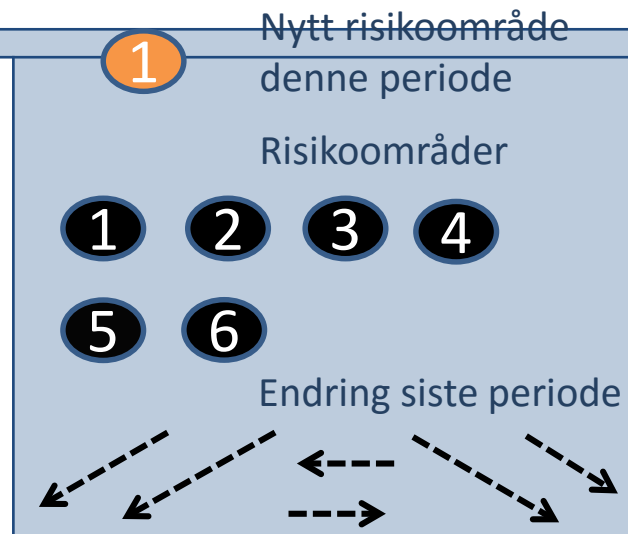 Nytt risikoområde
1
denne periode
Risikoområder
1 2 3 4
5 6
Endring siste periode